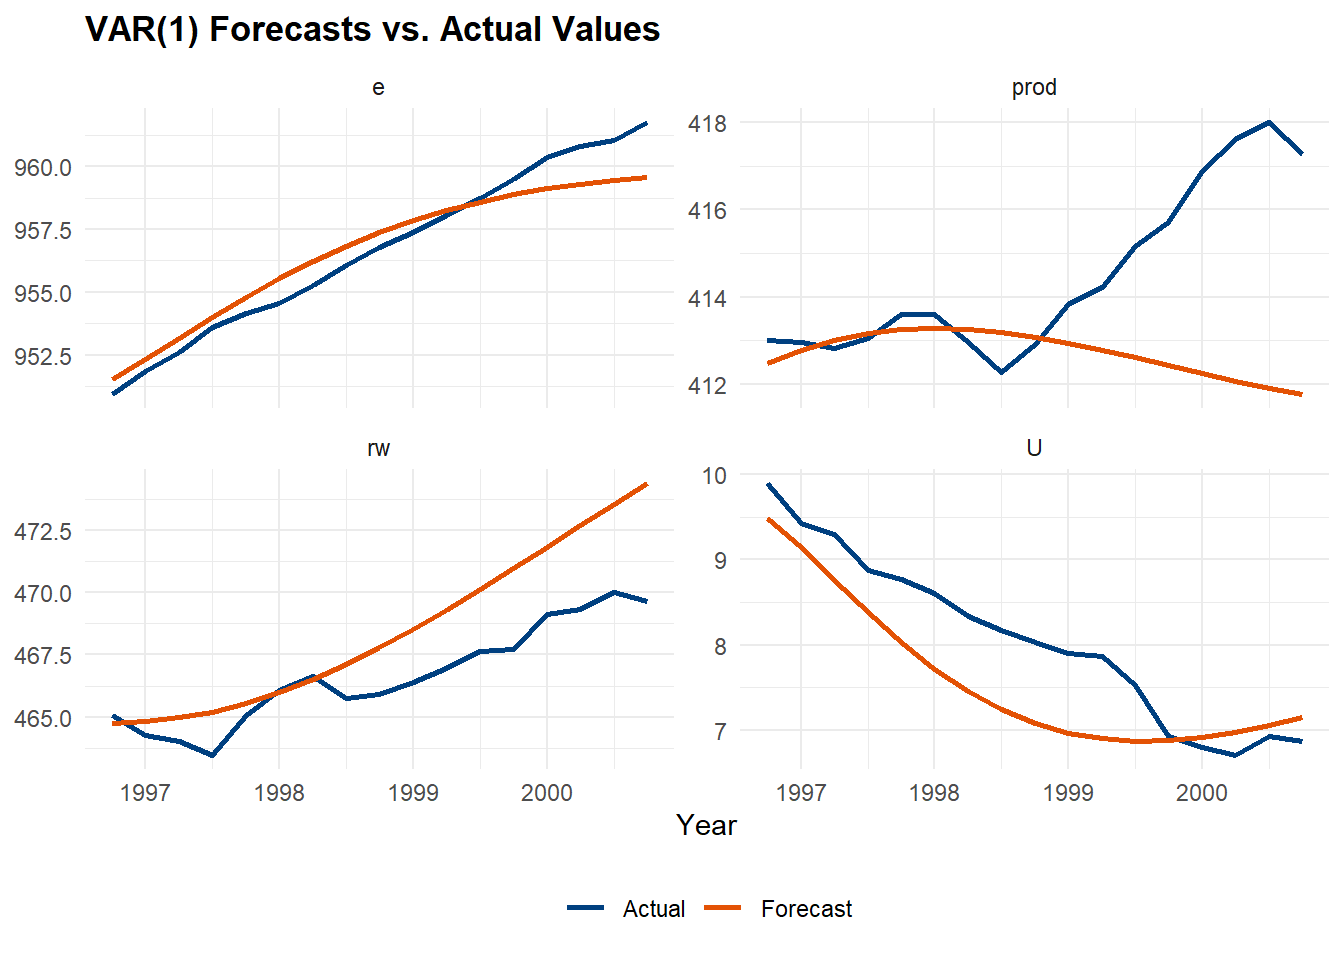 VAR(1) Forecasts vs. Actual Values
e
prod
960.0
957.5
955.0
952.5
418
416
414
412
rw
U
472.5
470.0
467.5
465.0
10
9
8
7
1997 1998 1999 2000
1997 1998 1999 2000
Year
Actual Forecast